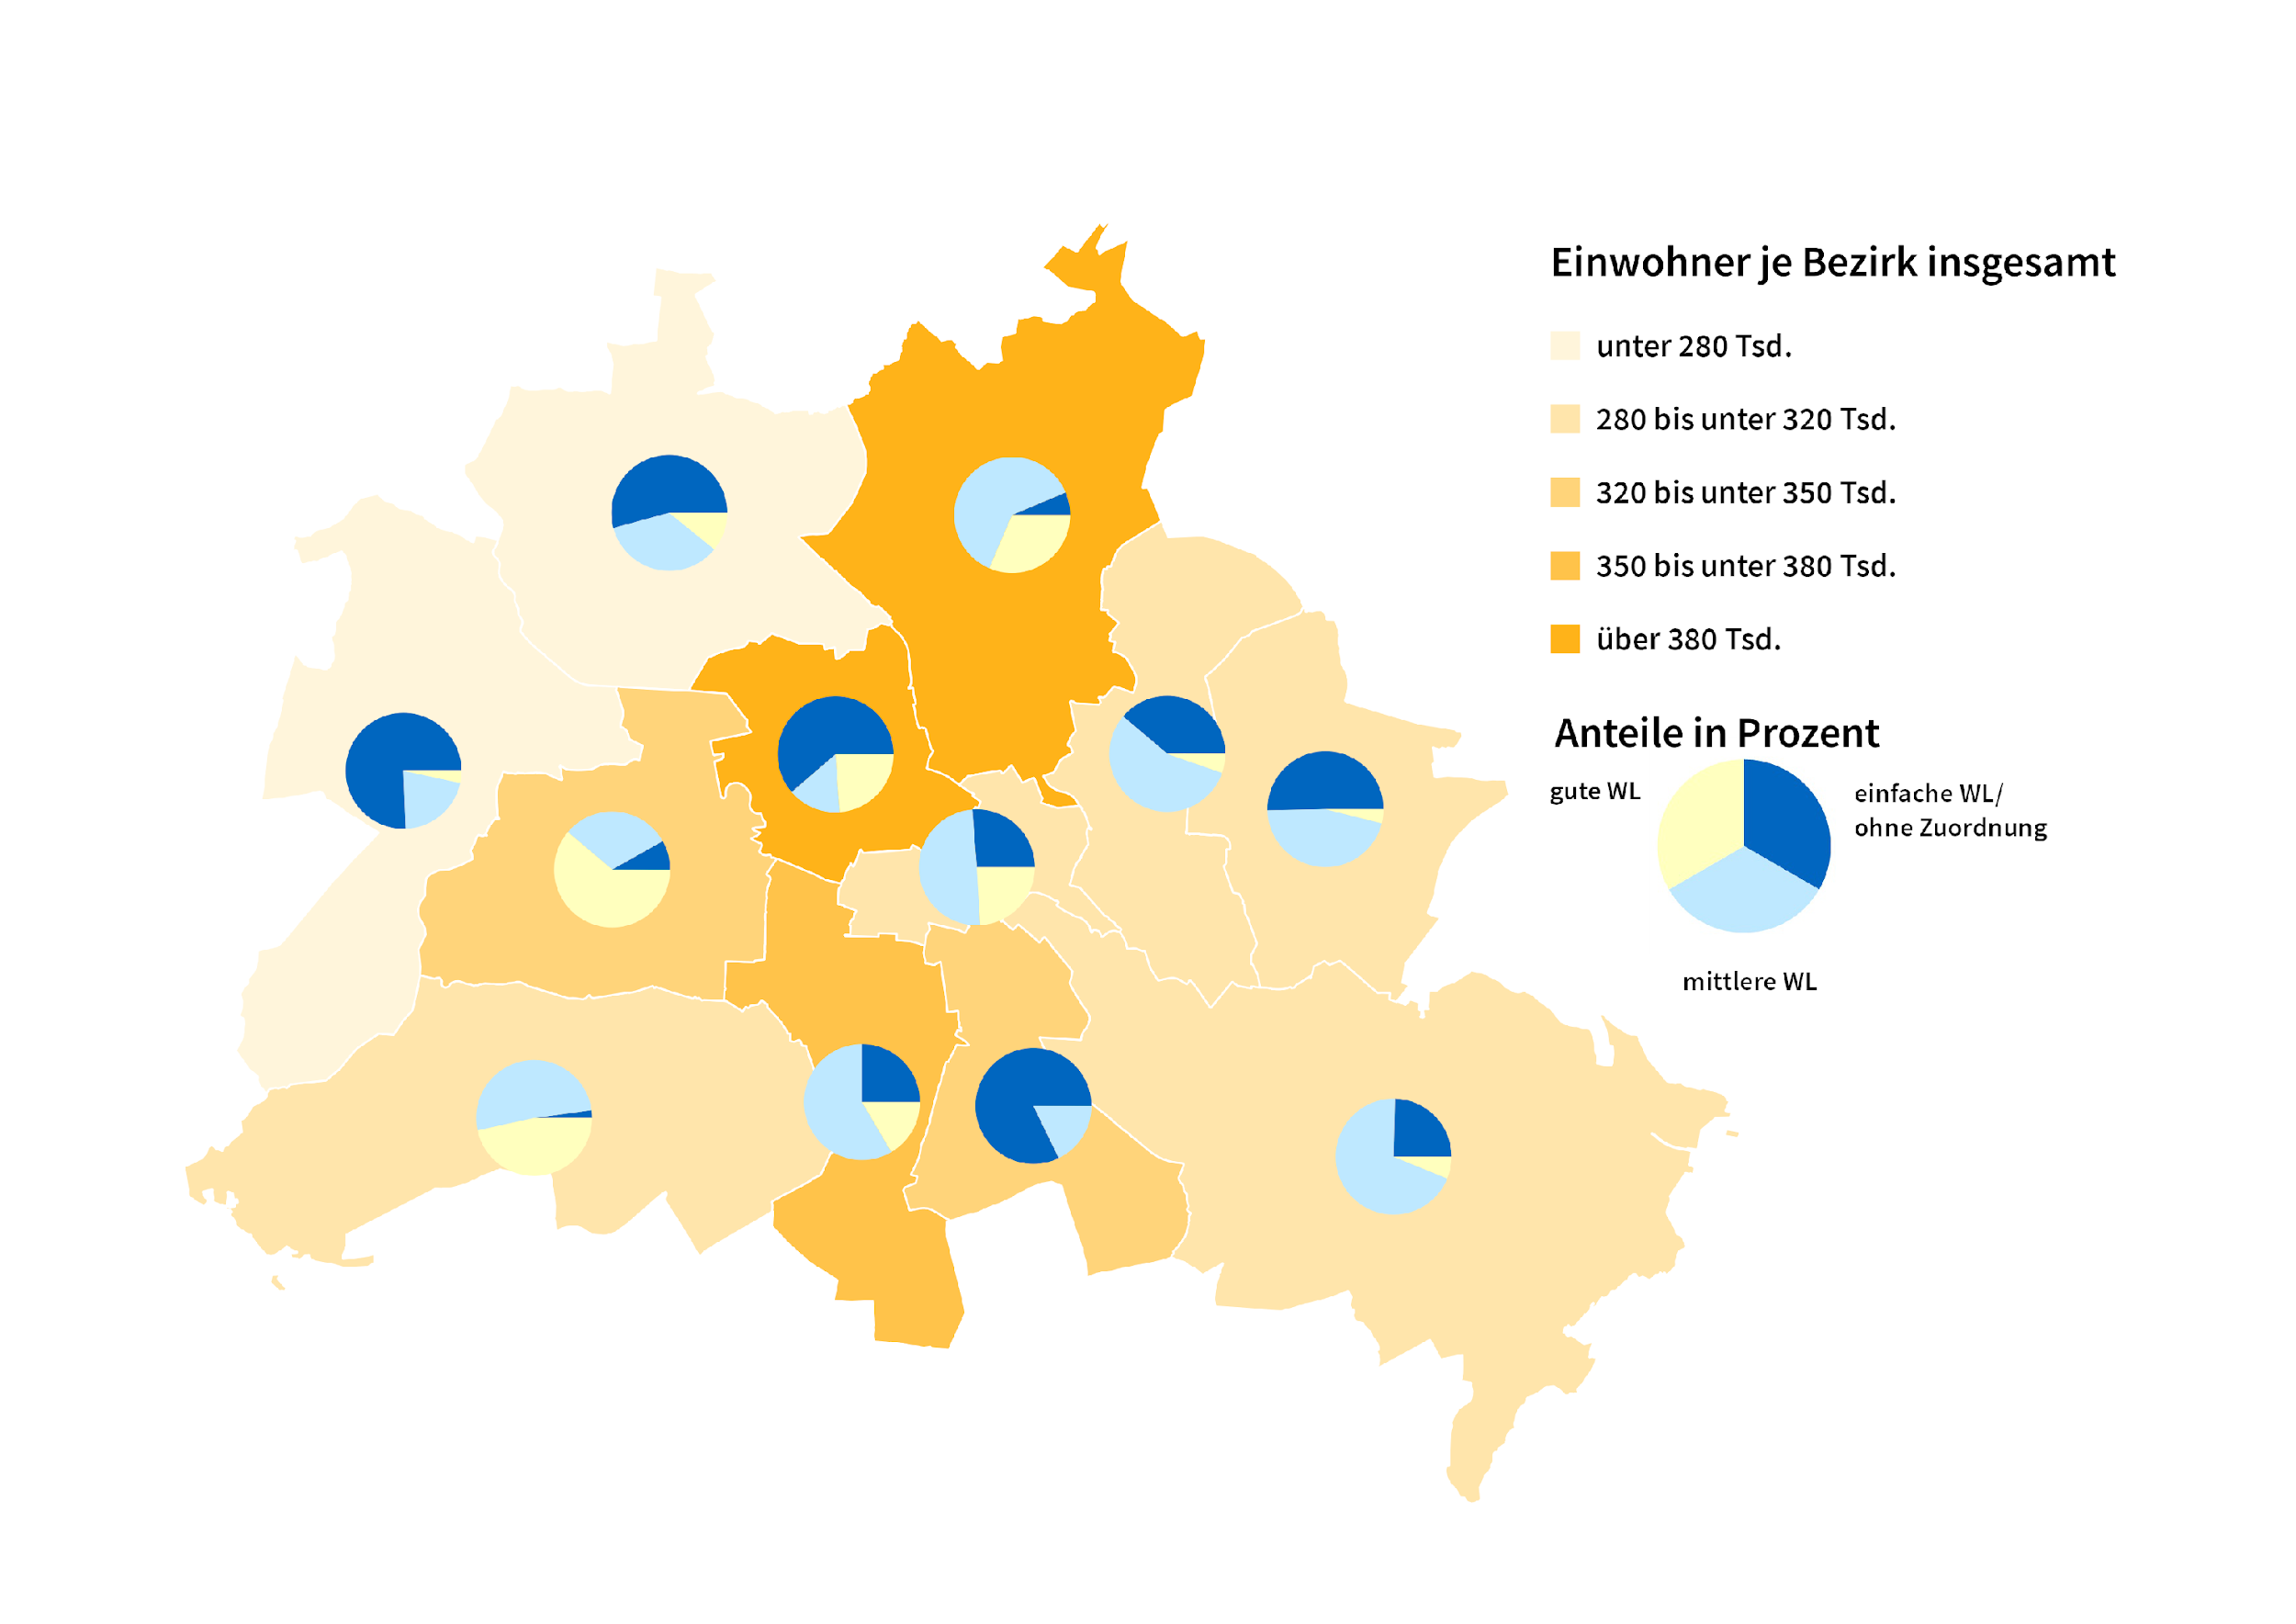 Einwohner je Bezirk insgesamt
unter 280 Tsd.
280 bis unter 320 Tsd.
320 bis unter 350 Tsd.
350 bis unter 380 Tsd.
über 380 Tsd.
Anteile in Prozent
gute WL
einfache WL/
ohne Zuordnung
mittlere WL